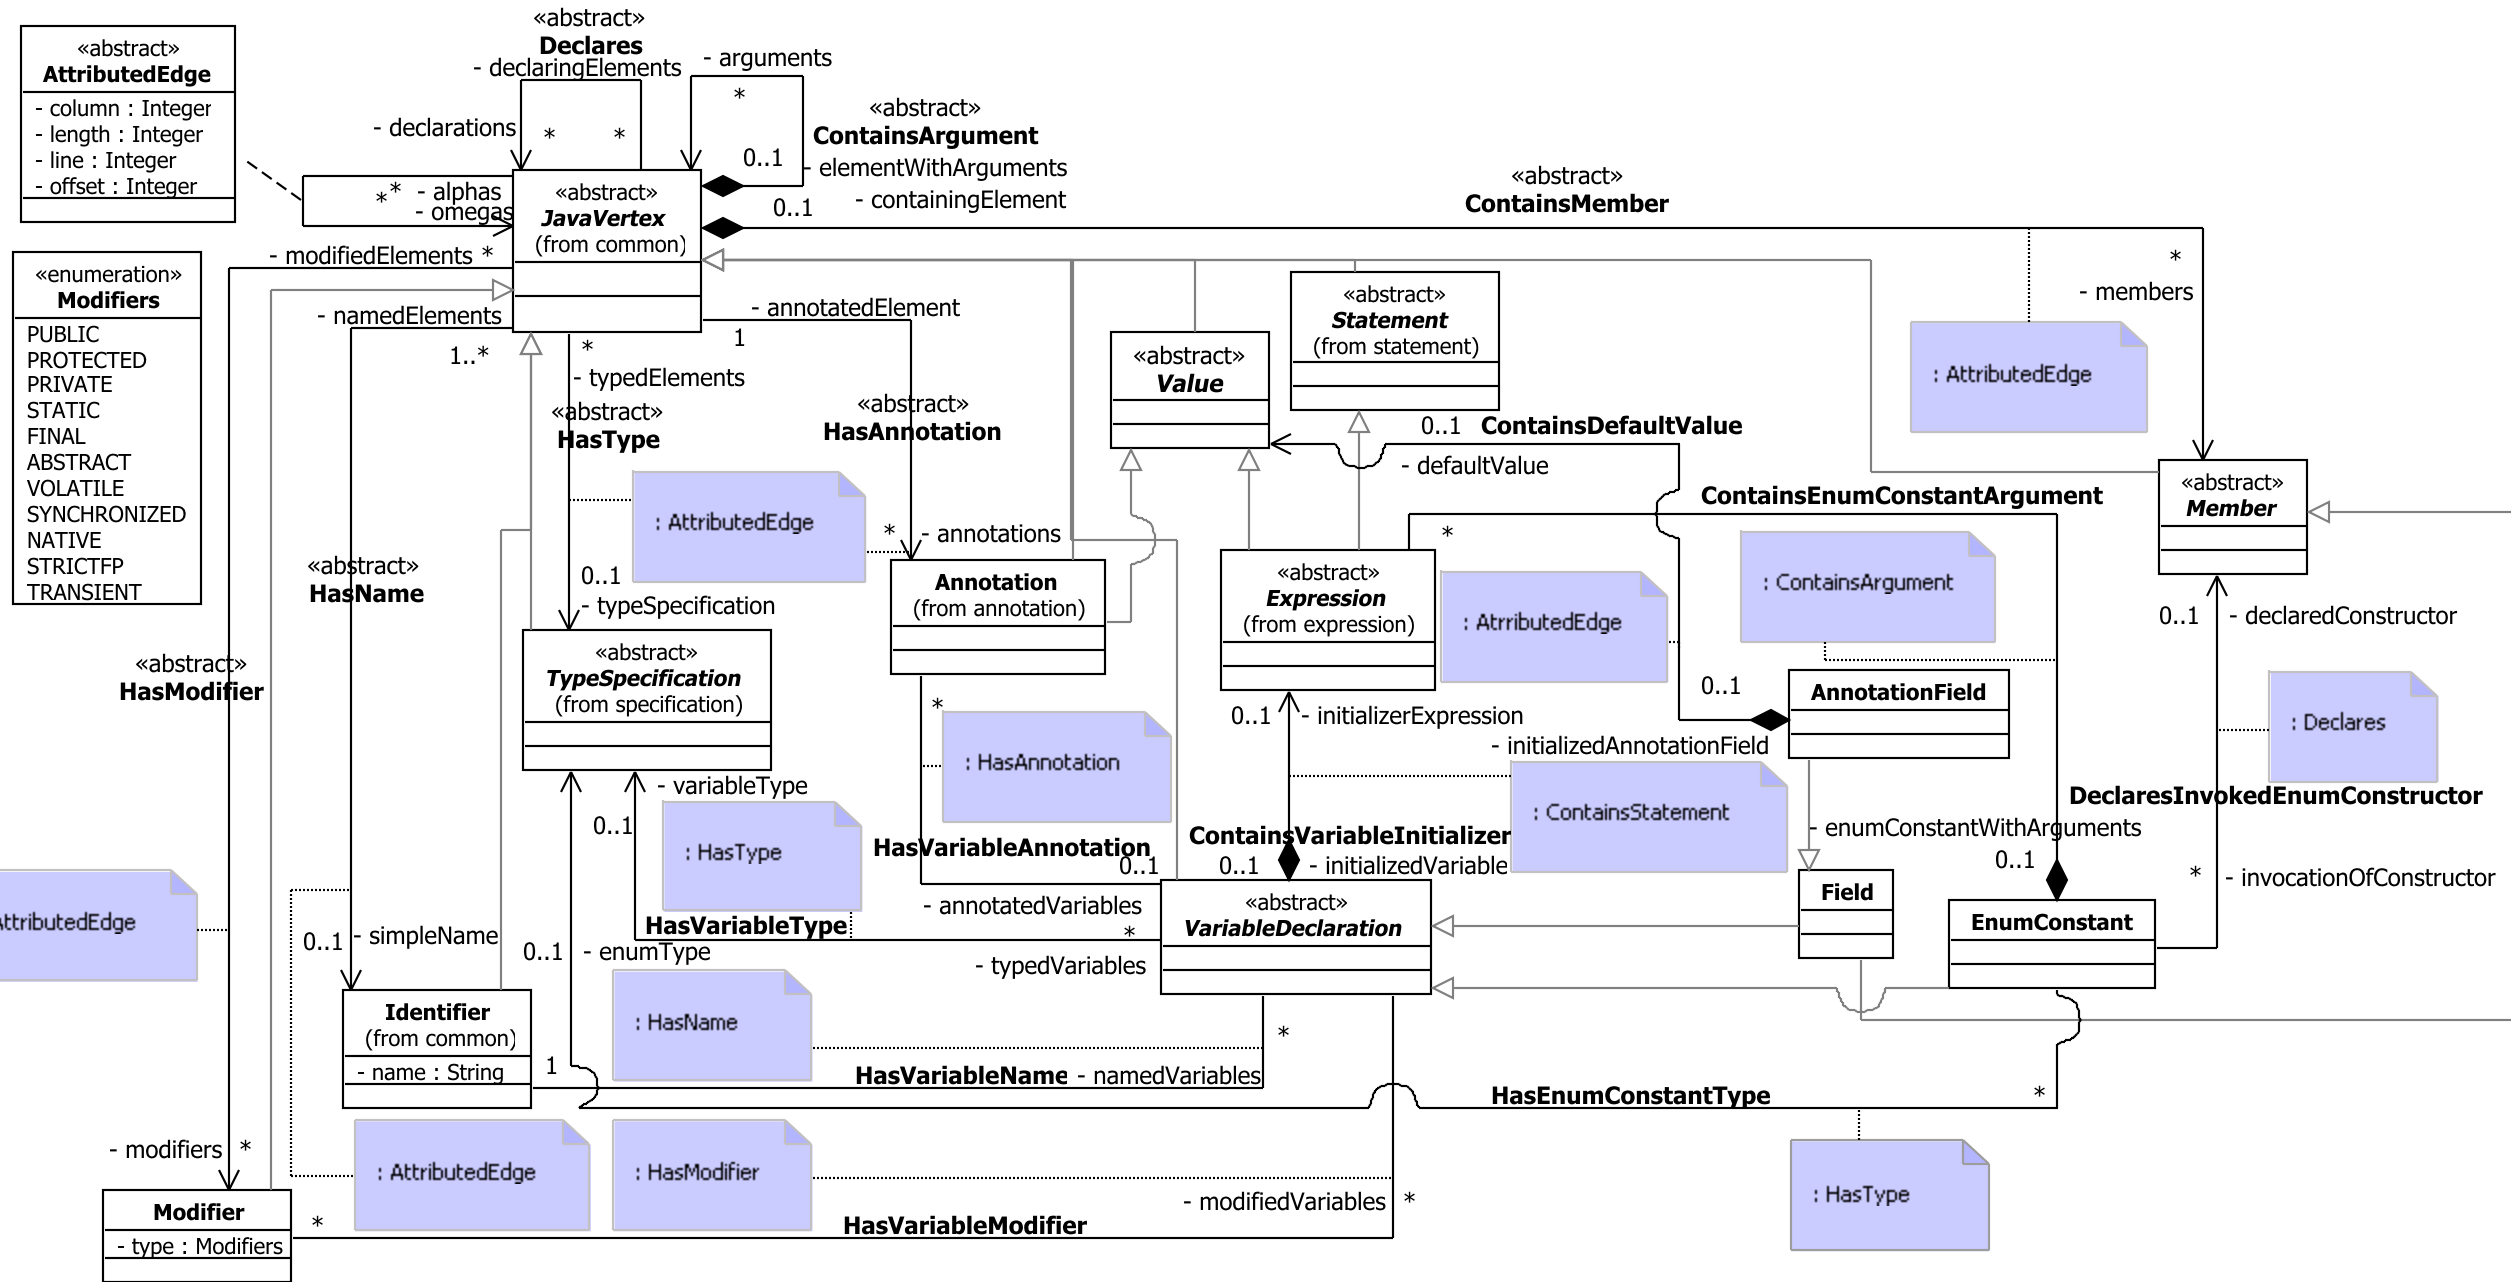 «abstract»
AttributedEdge
- column : Integer
- length : Integer
- line : Integer
- offset : Integer
«enumeration»
Modifiers
PUBLIC
PROTECTED
PRIVATE
STATIC
FINAL
ABSTRACT
VOLATILE
SYNCHRONIZED
NATIVE
STRICTFP
TRANSIENT
«abstract»
Declares
- declaringElements
- declarations
*
*
- arguments
*
«abstract»
ContainsArgument
0..1
- elementWithArguments
- containingElement
0..1
* *
- alphas
- omegas
«abstract»
JavaVertex
(from common)
- modifiedElements *
- namedElements
1..*
*
- typedElements
- annotatedElement
1
«abstract»
ContainsMember
*
- members
: AttributedEdge
«abstract»
Statement
(from statement)
«abstract»
Value
«abstract»
HasType
«abstract»
HasAnnotation
0..1
ContainsDefaultValue
- defaultValue
: AttributedEdge
*
- annotations
0..1
- typeSpecification
«abstract»
HasName
«abstract»
HasModifier
ContainsEnumConstantArgument
*
«abstract»
Member
Annotation
(from annotation)
«abstract»
Expression
(from expression)
: AtrributedEdge
: ContainsArgument
0..1
- declaredConstructor
«abstract»
TypeSpecification
(from specification)
AnnotationField
0..1
: Declares
*
: HasAnnotation
0..1
- initializerExpression
- initializedAnnotationField
: ContainsStatement
DeclaresInvokedEnumConstructor
- variableType
0..1
: HasType
HasVariableAnnotation
0..1
ContainsVariableInitializer
0..1
- initializedVariable
- enumConstantWithArguments
0..1
*
- invocationOfConstructor
Field
EnumConstant
- annotatedVariables
«abstract»
VariableDeclaration
HasVariableType
*
- typedVariables
ttributedEdge
0..1
- simpleName
0..1
- enumType
Identifier
(from common)
- name : String
: HasName
*
1
HasVariableName
- namedVariables
HasEnumConstantType
*
- modifiers
*
: AttributedEdge
: HasModifier
: HasType
Modifier
- type : Modifiers
*
HasVariableModifier
- modifiedVariables
*